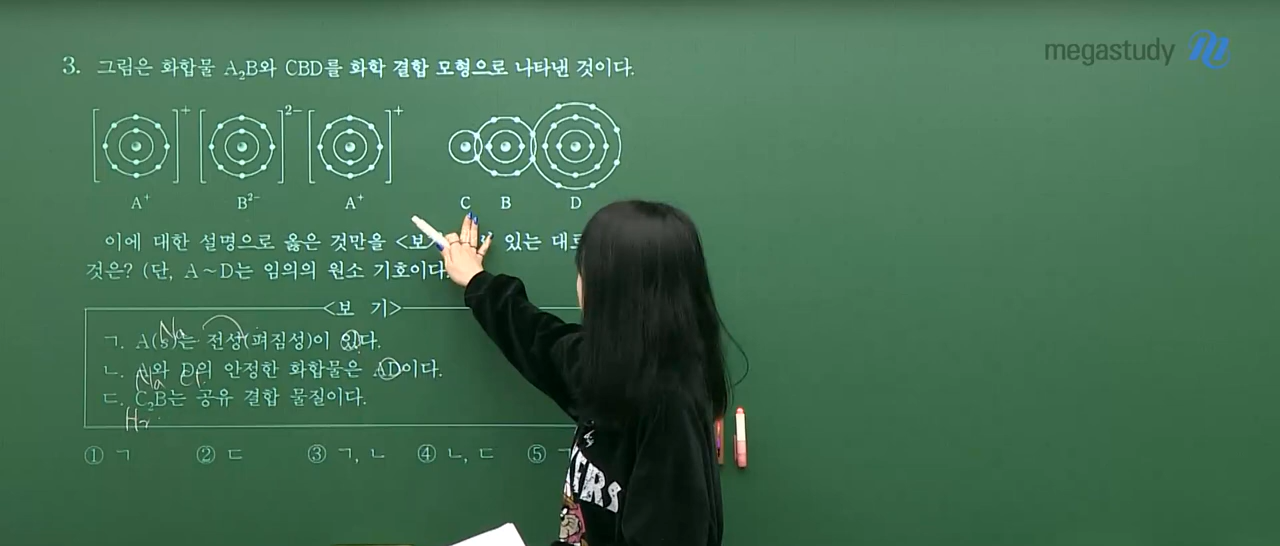 megastudy
3. 그림은 화합물 A₂B와 CBD를 화학 결합 모형으로 나타낸 것이다.
+ 2- +
A⁺ B²⁻ A⁺ C B D
이에 대한 설명으로 옳은 것만을 <보 있는 대로
것은? (단, A~D는 임의의 원소 기호이다.
<보 기>
ㄱ. A(s)는 전성(펴짐성)이 있다.
Na
ㄴ. A와 D의 안정한 화합물은 AD이다.
Na Cl
ㄷ. C₂B는 공유 결합 물질이다.
① ㄱ ② ㄷ ③ ㄱ, ㄴ ④ ㄴ, ㄷ ⑤